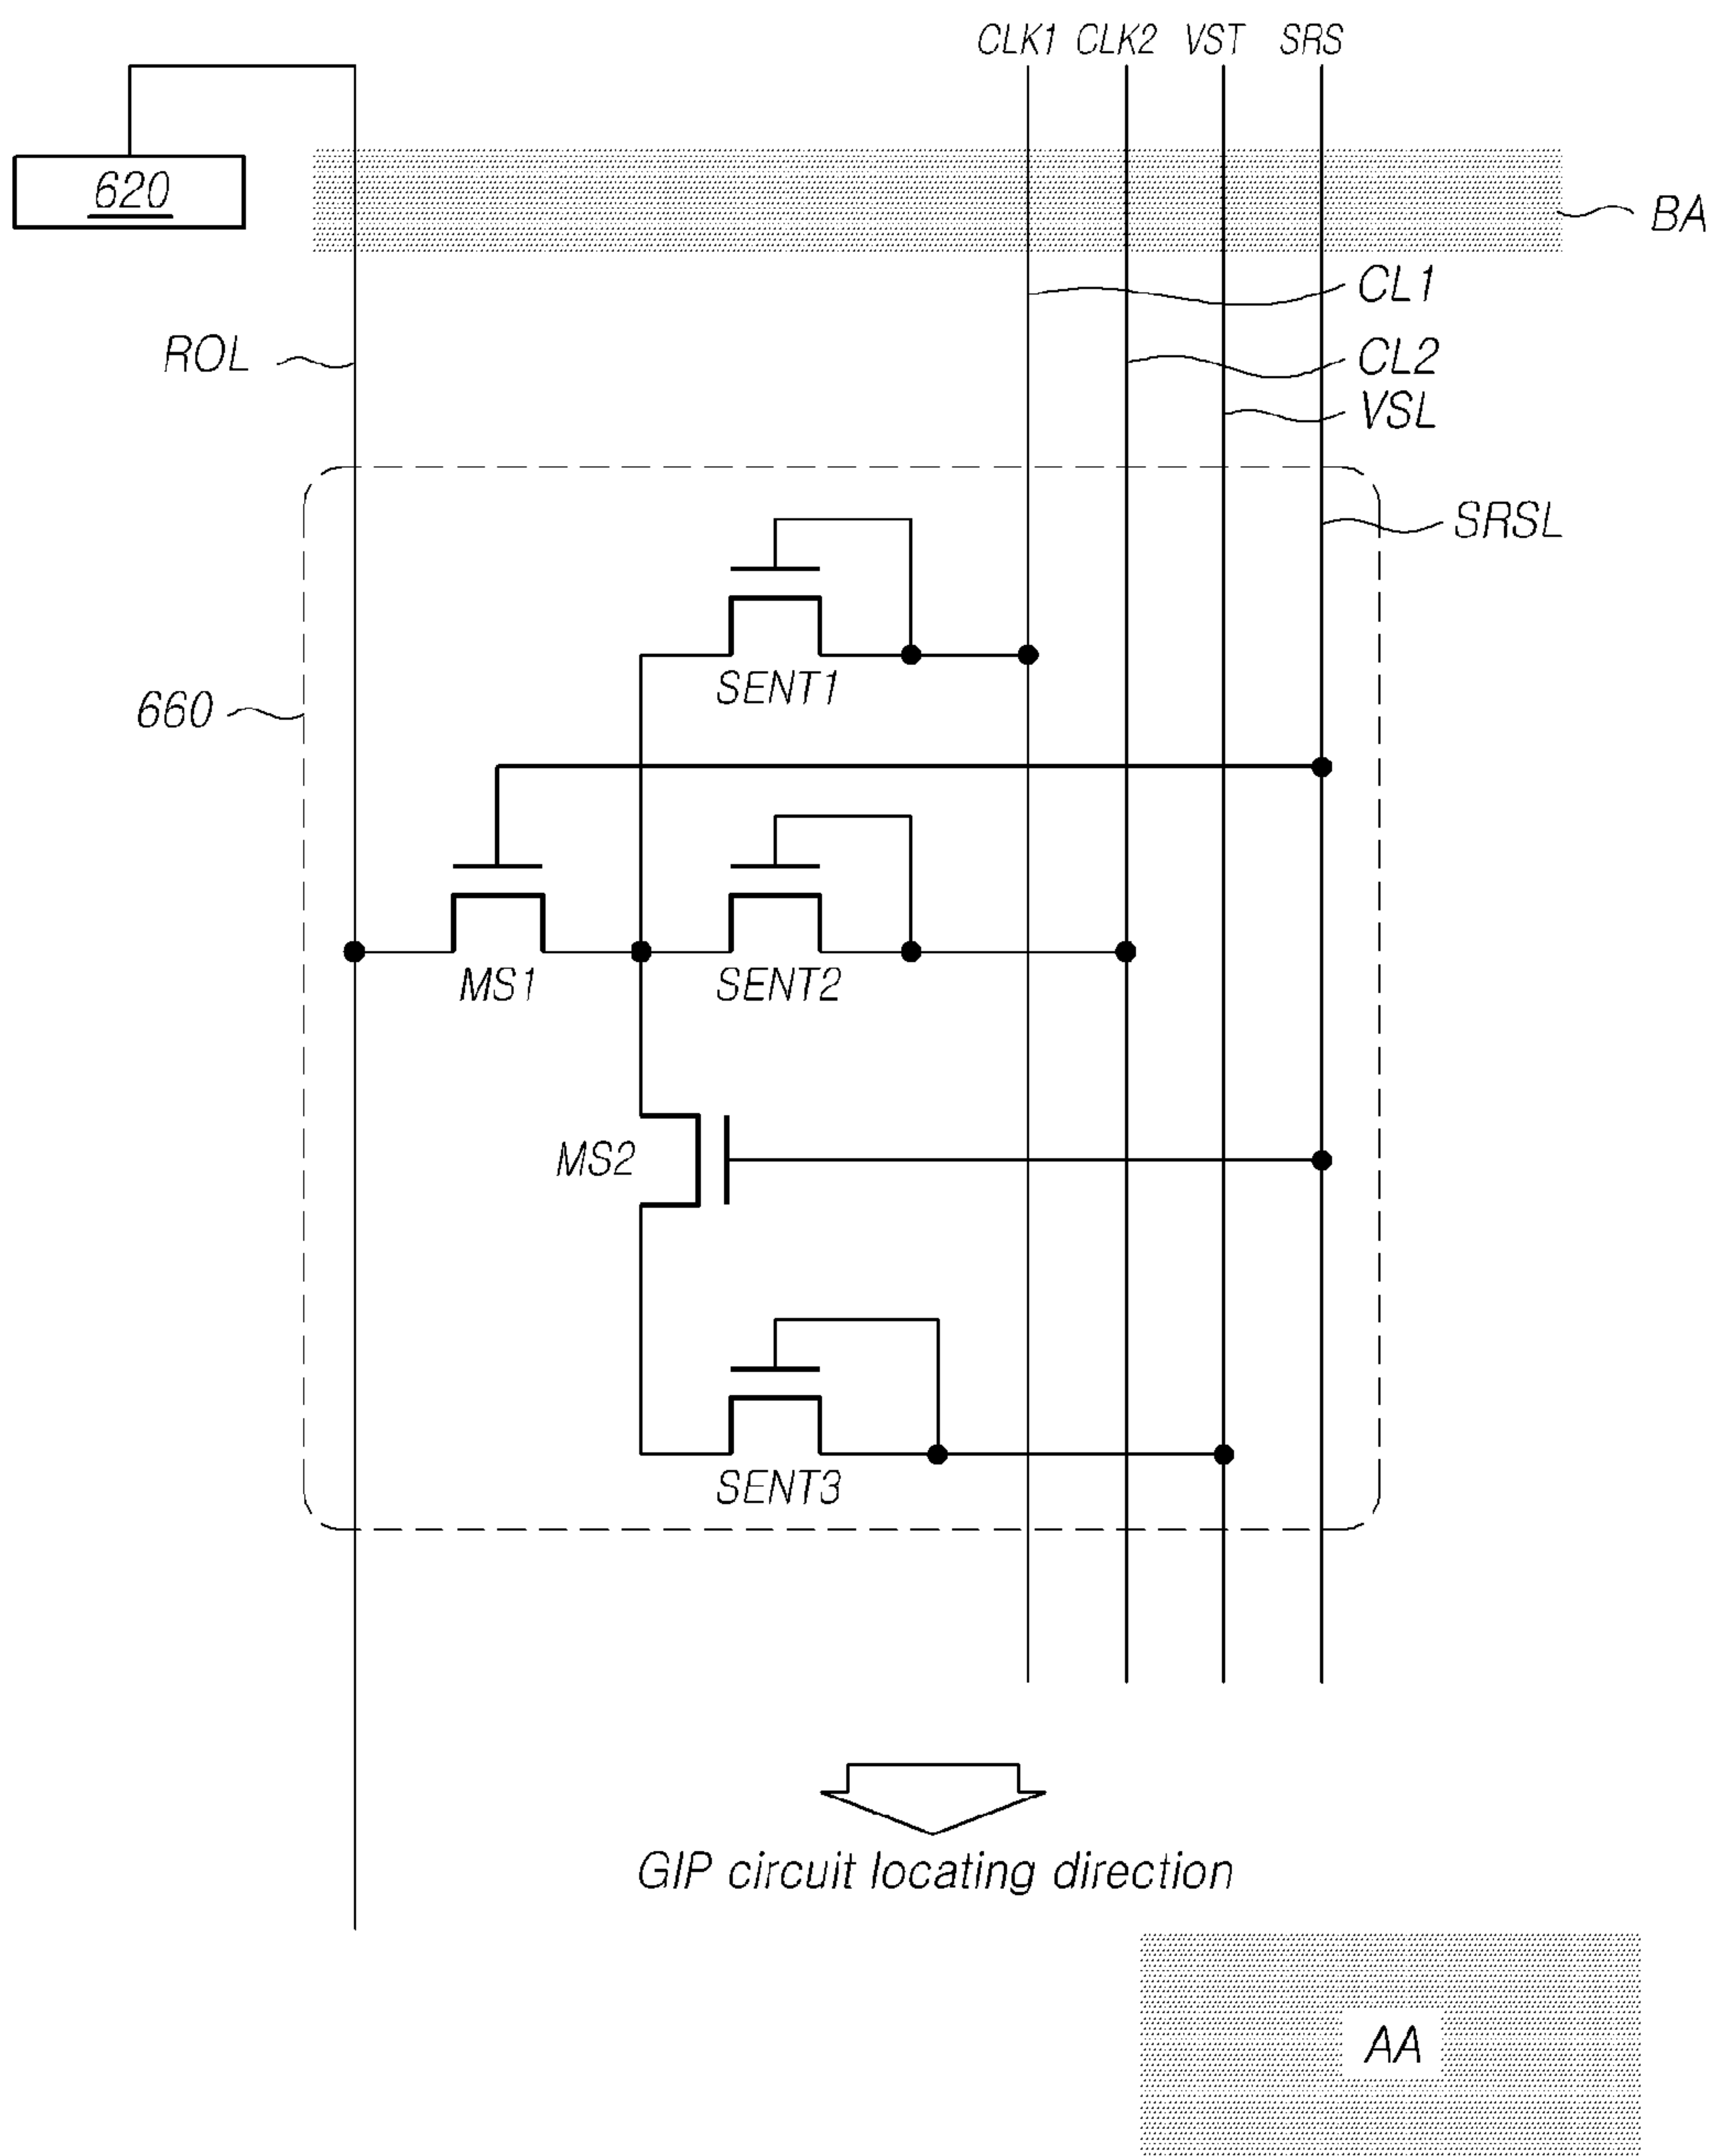 CLK1 CLK2 VST SRS
620
BA
CL1
ROL
CL2
VSL
SRSL
SENT1
660
MS1
SENT2
MS2
SENT3
GIP circuit locating direction
AA